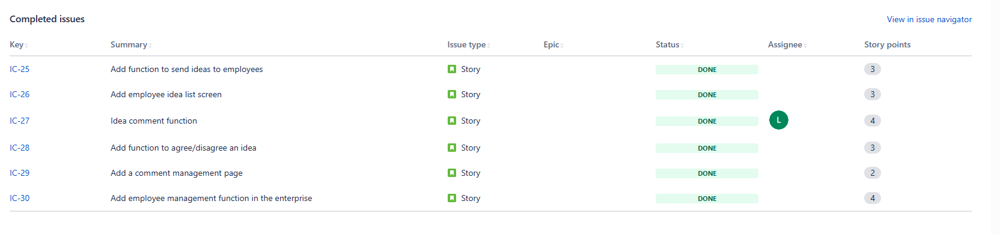 Completed issues View in issue navigator
Key Summary Issue type Epic Status Assignee Story points
IC-25 Add function to send ideas to employees Story DONE 3
IC-26 Add employee idea list screen Story DONE 3
IC-27 Idea comment function Story DONE L 4
IC-28 Add function to agree/disagree an idea Story DONE 3
IC-29 Add a comment management page Story DONE 2
IC-30 Add employee management function in the enterprise Story DONE 4